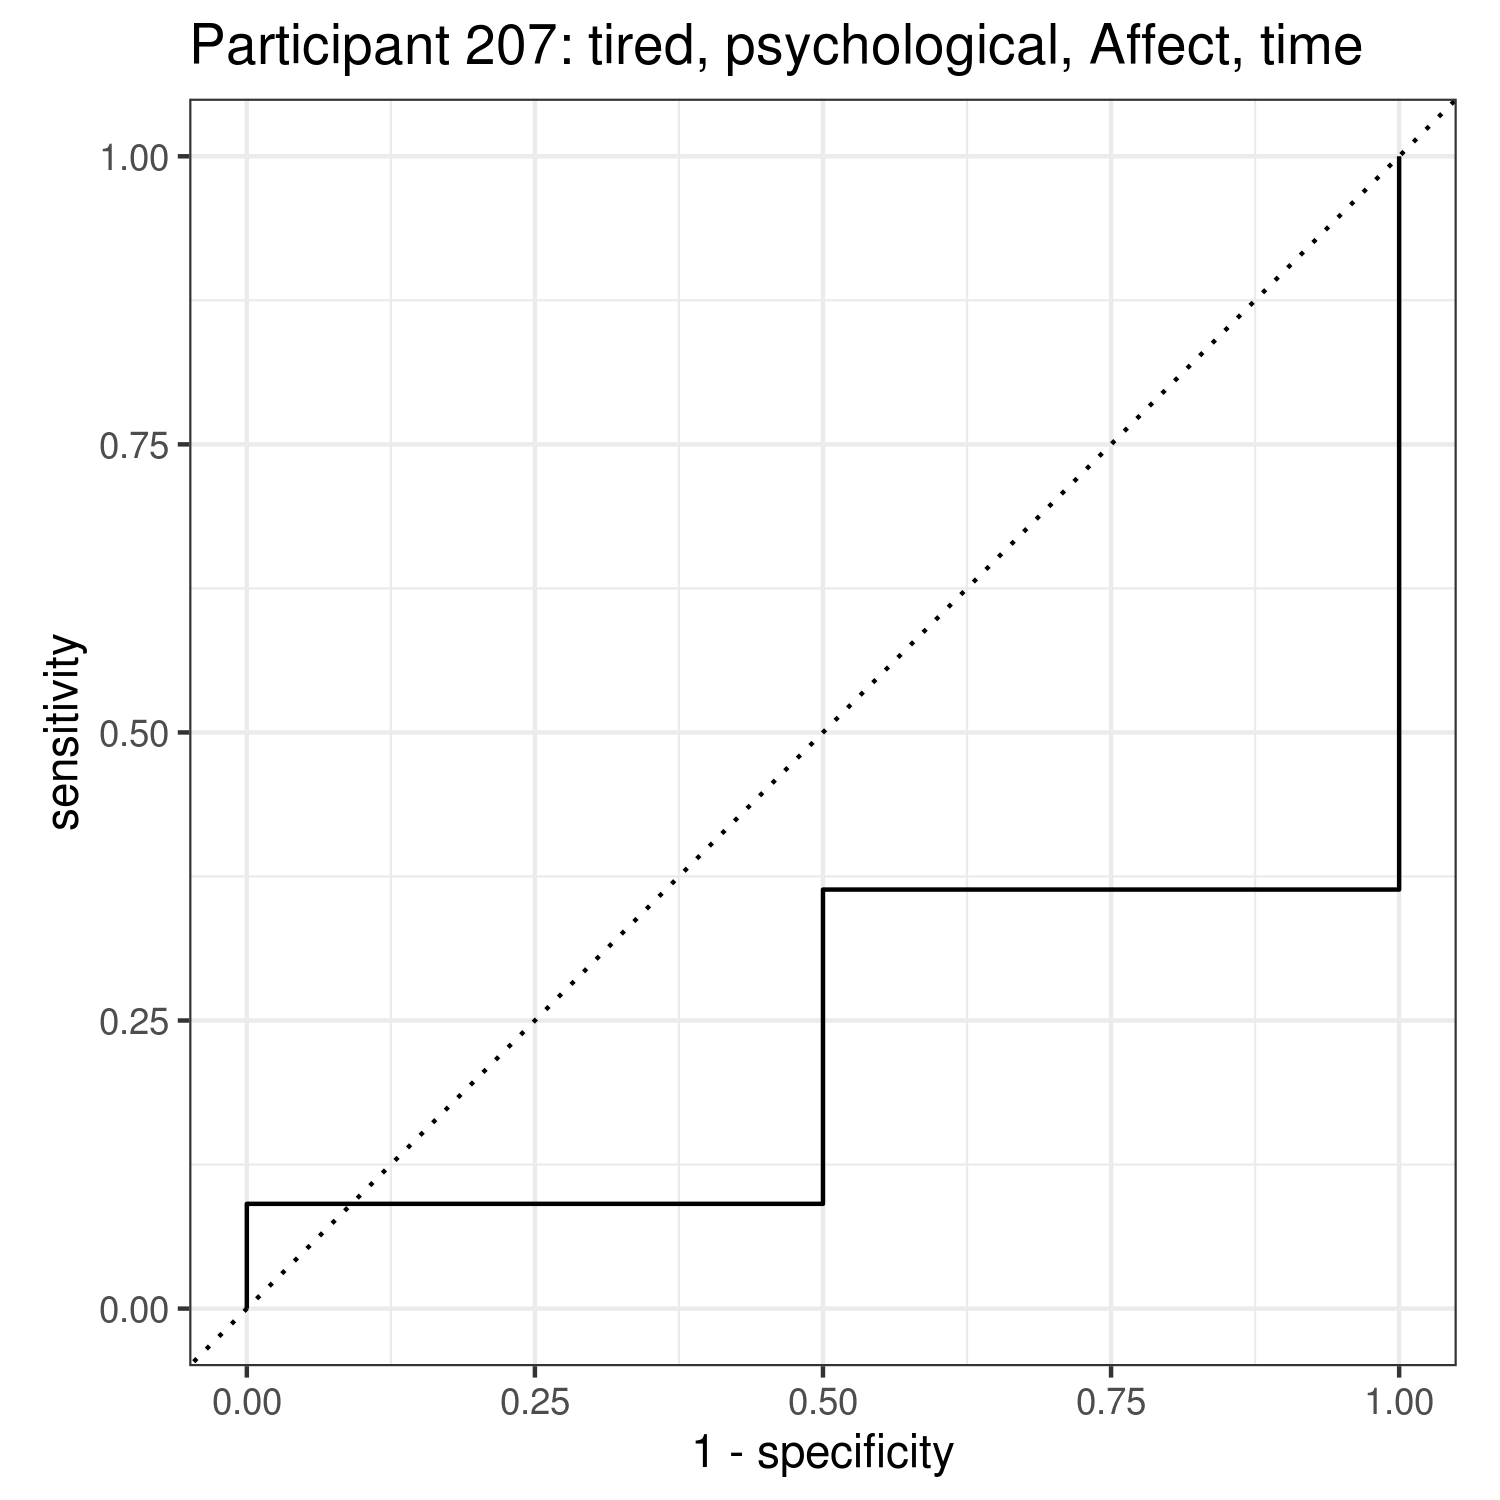 Participant 207: tired, psychological, Affect, time
1.00
0.75
0.50
0.25
0.00
sensitivity
0.00 0.25 0.50 0.75 1.00
1 - specificity